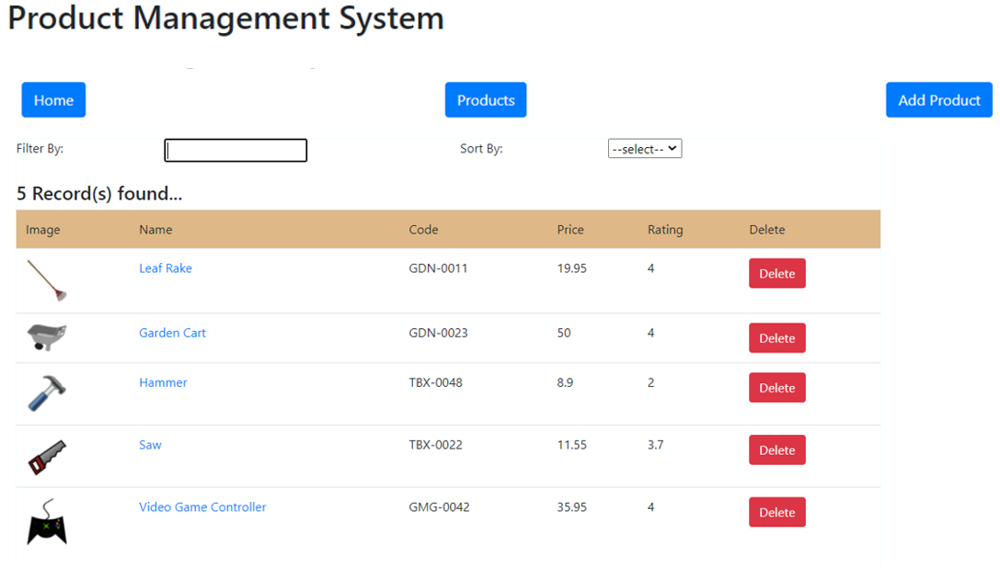 Product Management System
Home Products Add Product
Filter By: Sort By: --select--
5 Record(s) found...
Image Name Code Price Rating Delete
Leaf Rake GDN-0011 19.95 4 Delete
Garden Cart GDN-0023 50 4 Delete
Hammer TBX-0048 8.9 2 Delete
Saw TBX-0022 11.55 3.7 Delete
Video Game Controller GMG-0042 35.95 4 Delete